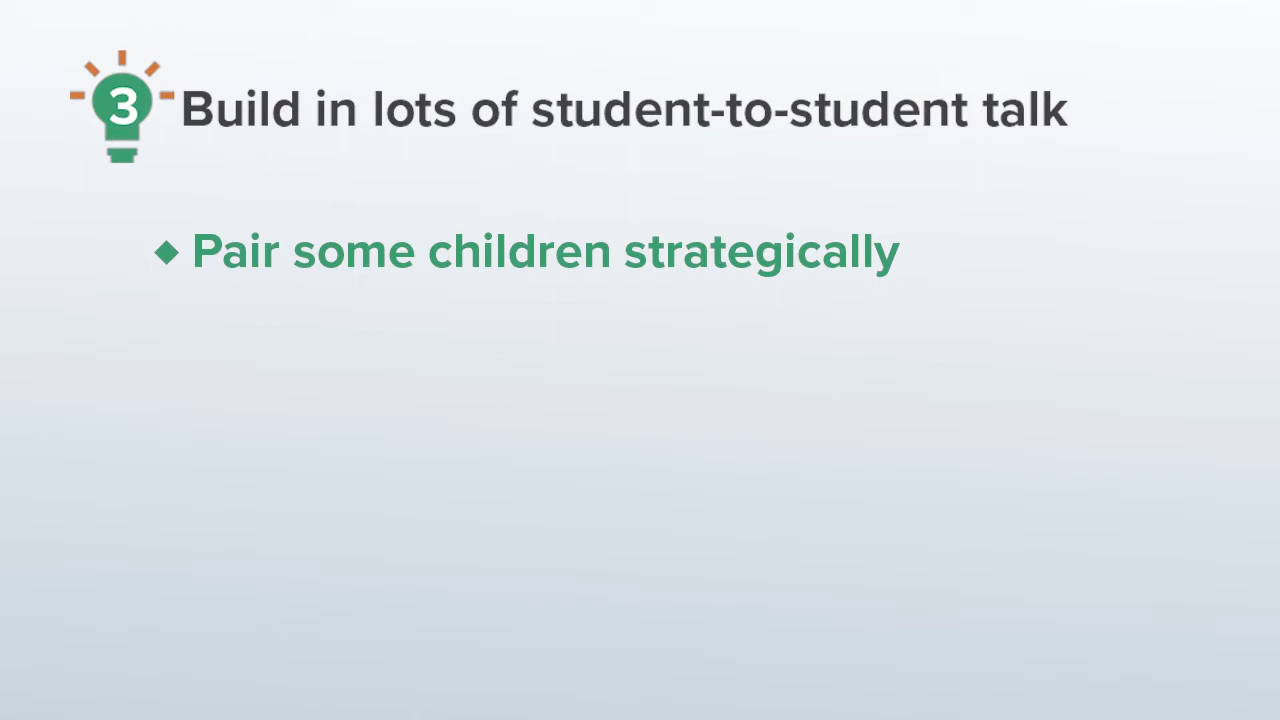 3 Build in lots of student-to-student talk
◆ Pair some children strategically